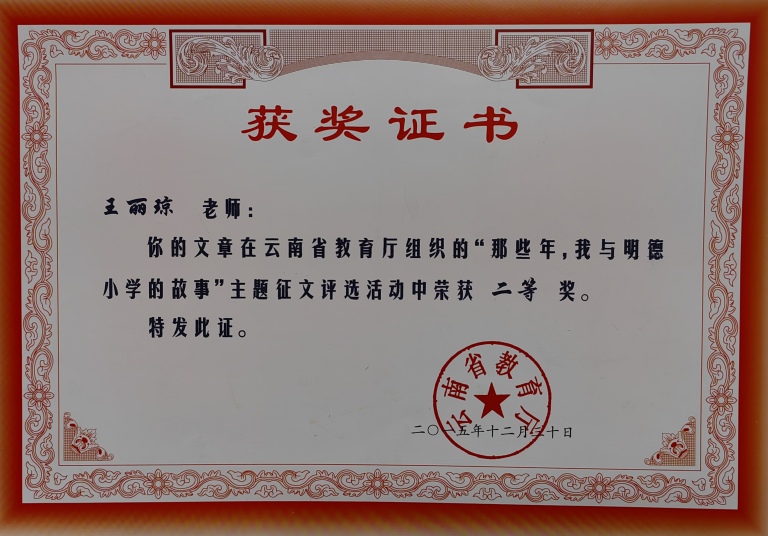 获奖证书
王丽琼 老师：
你的文章在云南省教育厅组织的“那些年，我与明德
小学的故事”主题征文评选活动中荣获 二等 奖。
特发此证。
云南省教育厅
二〇一五年十二月三十日